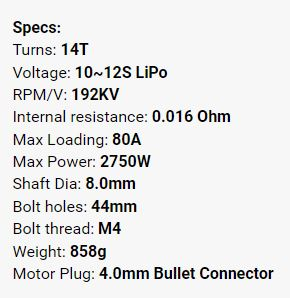 Specs:
Turns: 14T
Voltage: 10~12S LiPo
RPM/V: 192KV
Internal resistance: 0.016 Ohm
Max Loading: 80A
Max Power: 2750W
Shaft Dia: 8.0mm
Bolt holes: 44mm
Bolt thread: M4
Weight: 858g
Motor Plug: 4.0mm Bullet Connector